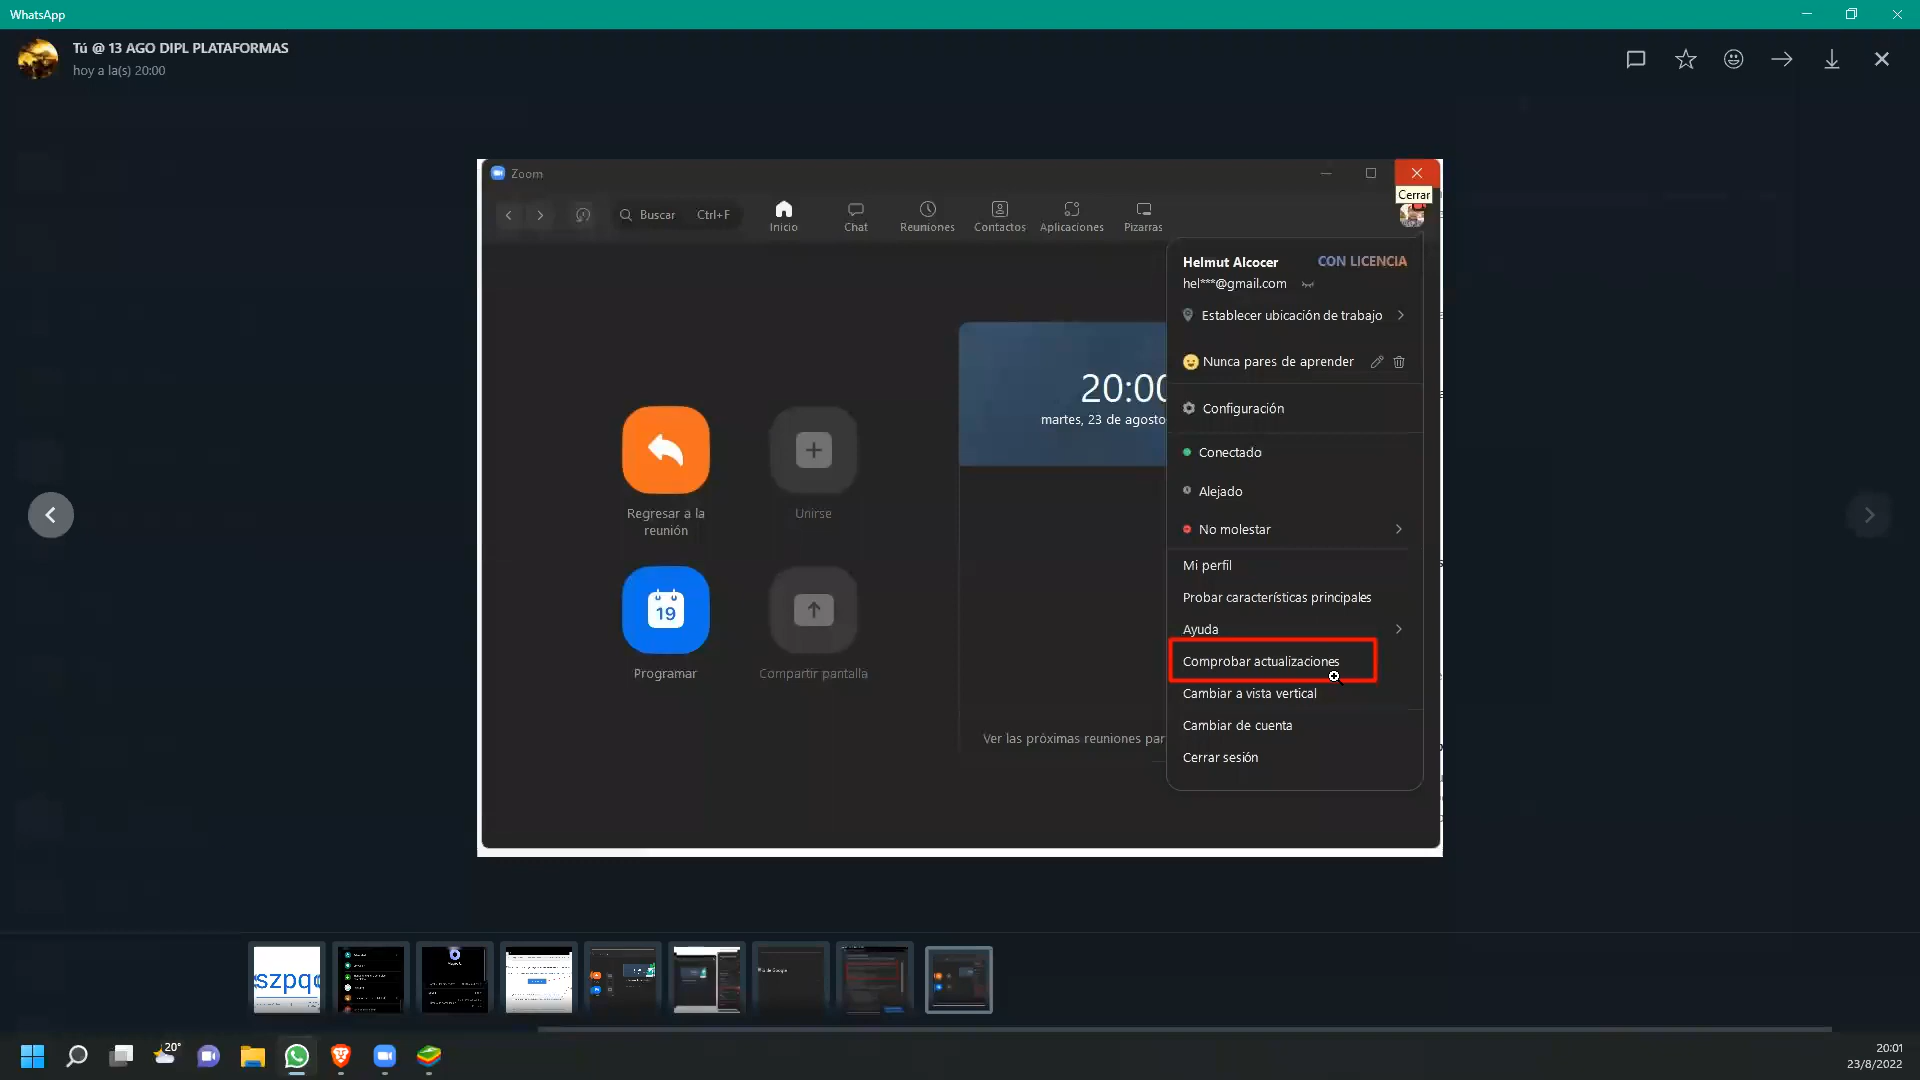 WhatsApp
Tú @ 13 AGO DIPL PLATAFORMAS
hoy a la(s) 20:00
Zoom
Cerrar
Buscar Ctrl+F
Inicio
Chat
Reuniones
Contactos
Aplicaciones
Pizarras
Helmut Alcocer CON LICENCIA
hel***@gmail.com
Establecer ubicación de trabajo
Nunca pares de aprender
Configuración
Conectado
Alejado
No molestar
Mi perfil
Probar características principales
Ayuda
Comprobar actualizaciones
Cambiar a vista vertical
Cambiar de cuenta
Cerrar sesión
20:00
martes, 23 de agosto
Regresar a la
reunión
Unirse
19
Programar
Compartir pantalla
Ver las próximas reuniones par
szpqc
20°
20:01
23/8/2022